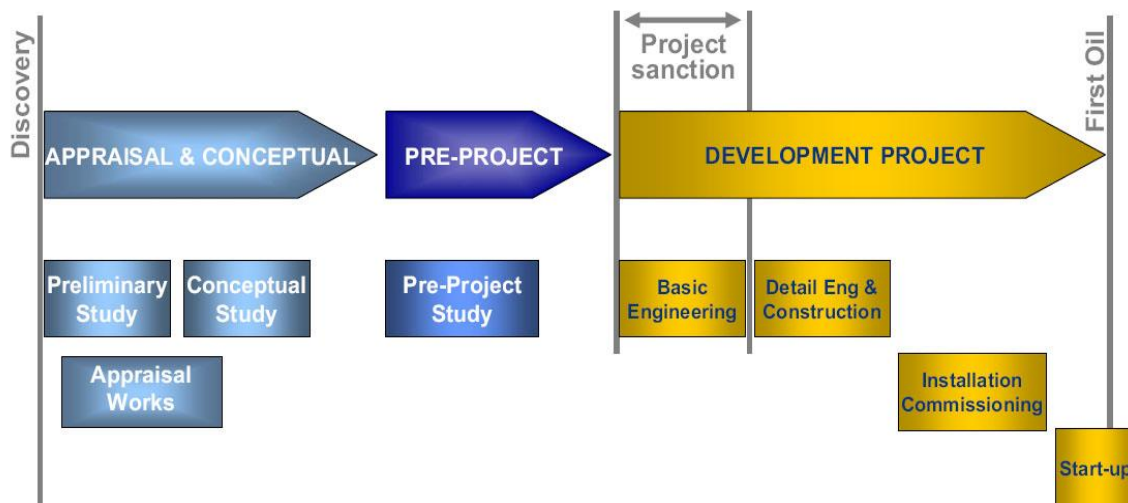 Discovery
Project
sanction
First Oil
APPRAISAL & CONCEPTUAL
PRE-PROJECT
DEVELOPMENT PROJECT
Preliminary
Study
Conceptual
Study
Pre-Project
Study
Basic
Engineering
Detail Eng &
Construction
Appraisal
Works
Installation
Commissioning
Start-up